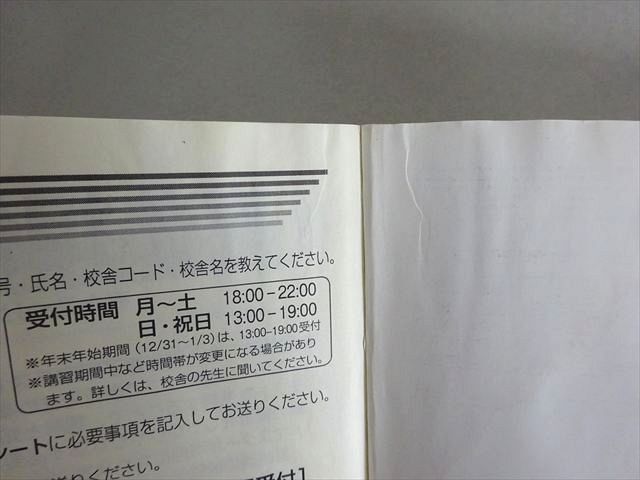 号・氏名・校舎コード・校舎名を教えてください。
受付時間 月〜土 18:00−22:00
日・祝日 13:00−19:00
※年末年始期間（12/31〜1/3）は、13:00-19:00受付
※講習期間中など時間帯が変更になる場合があり
ます。詳しくは、校舎の先生に聞いてください。
ートに必要事項を記入してお送りください。
送りください。
受付］